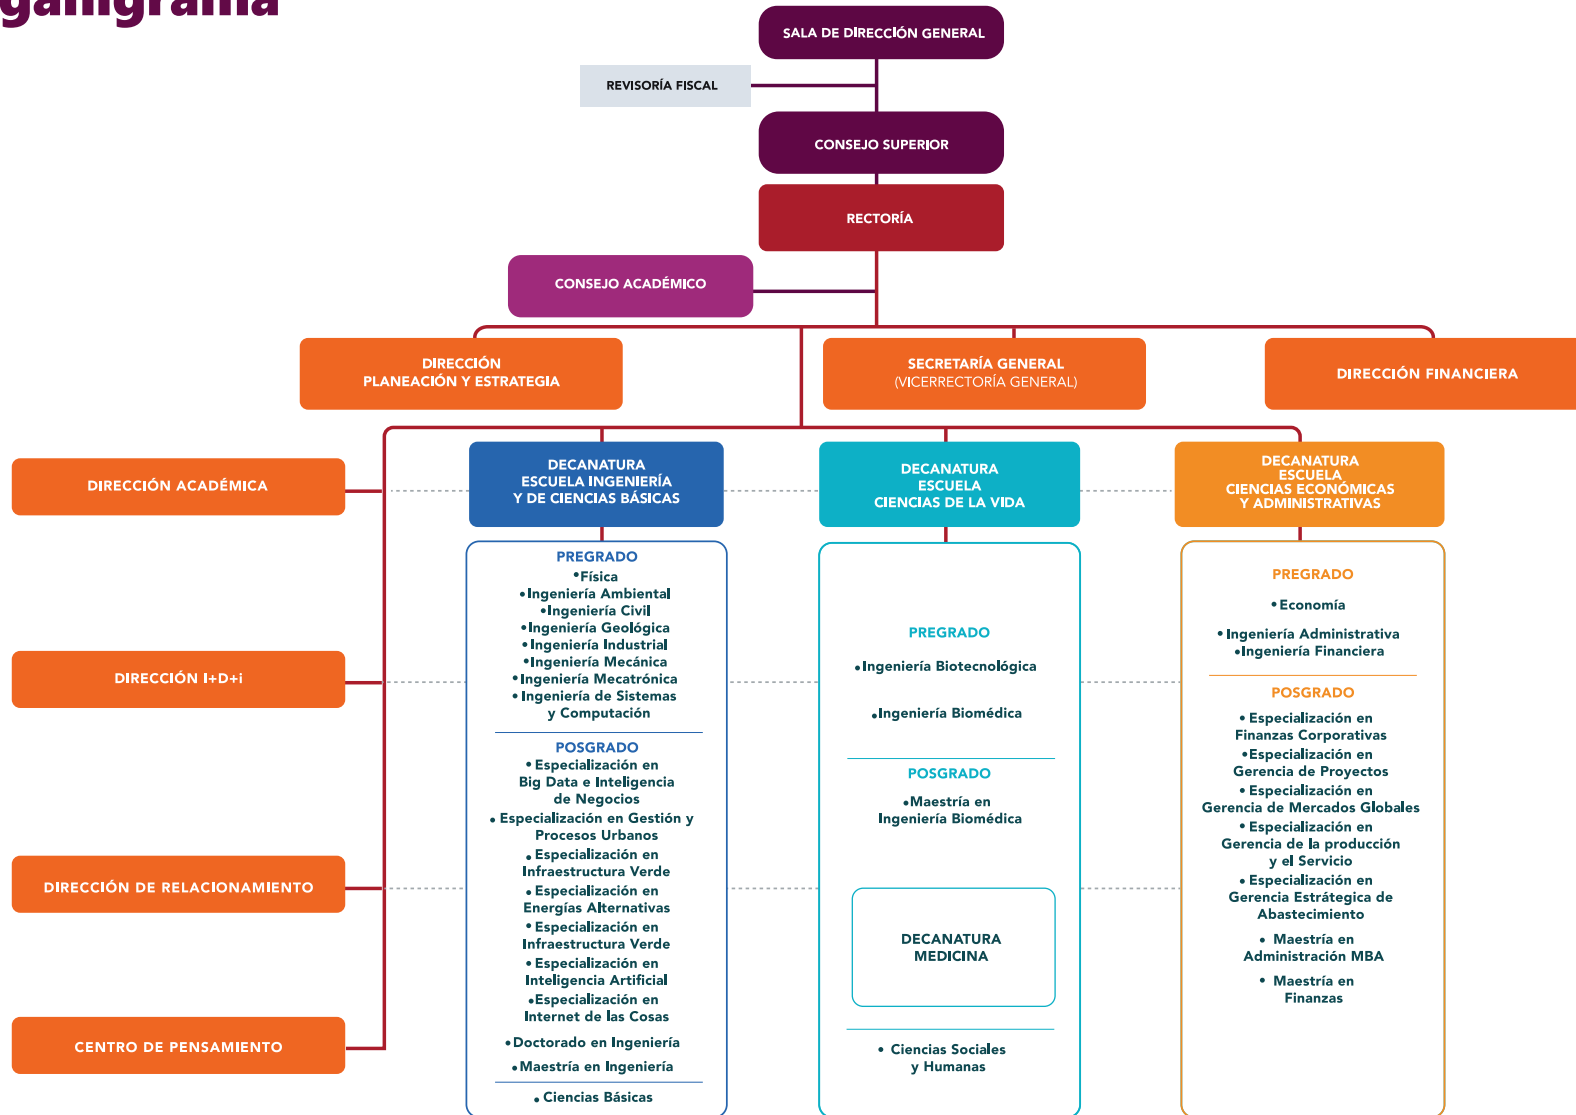 ganigrama
SALA DE DIRECCIÓN GENERAL
REVISORÍA FISCAL
CONSEJO SUPERIOR
RECTORÍA
CONSEJO ACADÉMICO
DIRECCIÓN
PLANEACIÓN Y ESTRATEGIA
SECRETARÍA GENERAL
(VICERRECTORÍA GENERAL)
DIRECCIÓN FINANCIERA
DIRECCIÓN ACADÉMICA
DIRECCIÓN I+D+i
DIRECCIÓN DE RELACIONAMIENTO
CENTRO DE PENSAMIENTO
DECANATURA
ESCUELA INGENIERÍA
Y DE CIENCIAS BÁSICAS
PREGRADO
• Física
• Ingeniería Ambiental
• Ingeniería Civil
• Ingeniería Geológica
• Ingeniería Industrial
• Ingeniería Mecánica
• Ingeniería Mecatrónica
• Ingeniería de Sistemas
y Computación
POSGRADO
• Especialización en
Big Data e Inteligencia
de Negocios
• Especialización en Gestión y
Procesos Urbanos
• Especialización en
Infraestructura Verde
• Especialización en
Energías Alternativas
• Especialización en
Infraestructura Verde
• Especialización en
Inteligencia Artificial
• Especialización en
Internet de las Cosas
• Doctorado en Ingeniería
• Maestría en Ingeniería
• Ciencias Básicas
DECANATURA
ESCUELA
CIENCIAS DE LA VIDA
PREGRADO
• Ingeniería Biotecnológica
• Ingeniería Biomédica
POSGRADO
• Maestría en
Ingeniería Biomédica
DECANATURA
MEDICINA
• Ciencias Sociales
y Humanas
DECANATURA
ESCUELA
CIENCIAS ECONÓMICAS
Y ADMINISTRATIVAS
PREGRADO
• Economía
• Ingeniería Administrativa
• Ingeniería Financiera
POSGRADO
• Especialización en
Finanzas Corporativas
• Especialización en
Gerencia de Proyectos
• Especialización en
Gerencia de Mercados Globales
• Especialización en
Gerencia de la producción
y el Servicio
• Especialización en
Gerencia Estrátegica de
Abastecimiento
• Maestría en
Administración MBA
• Maestría en
Finanzas